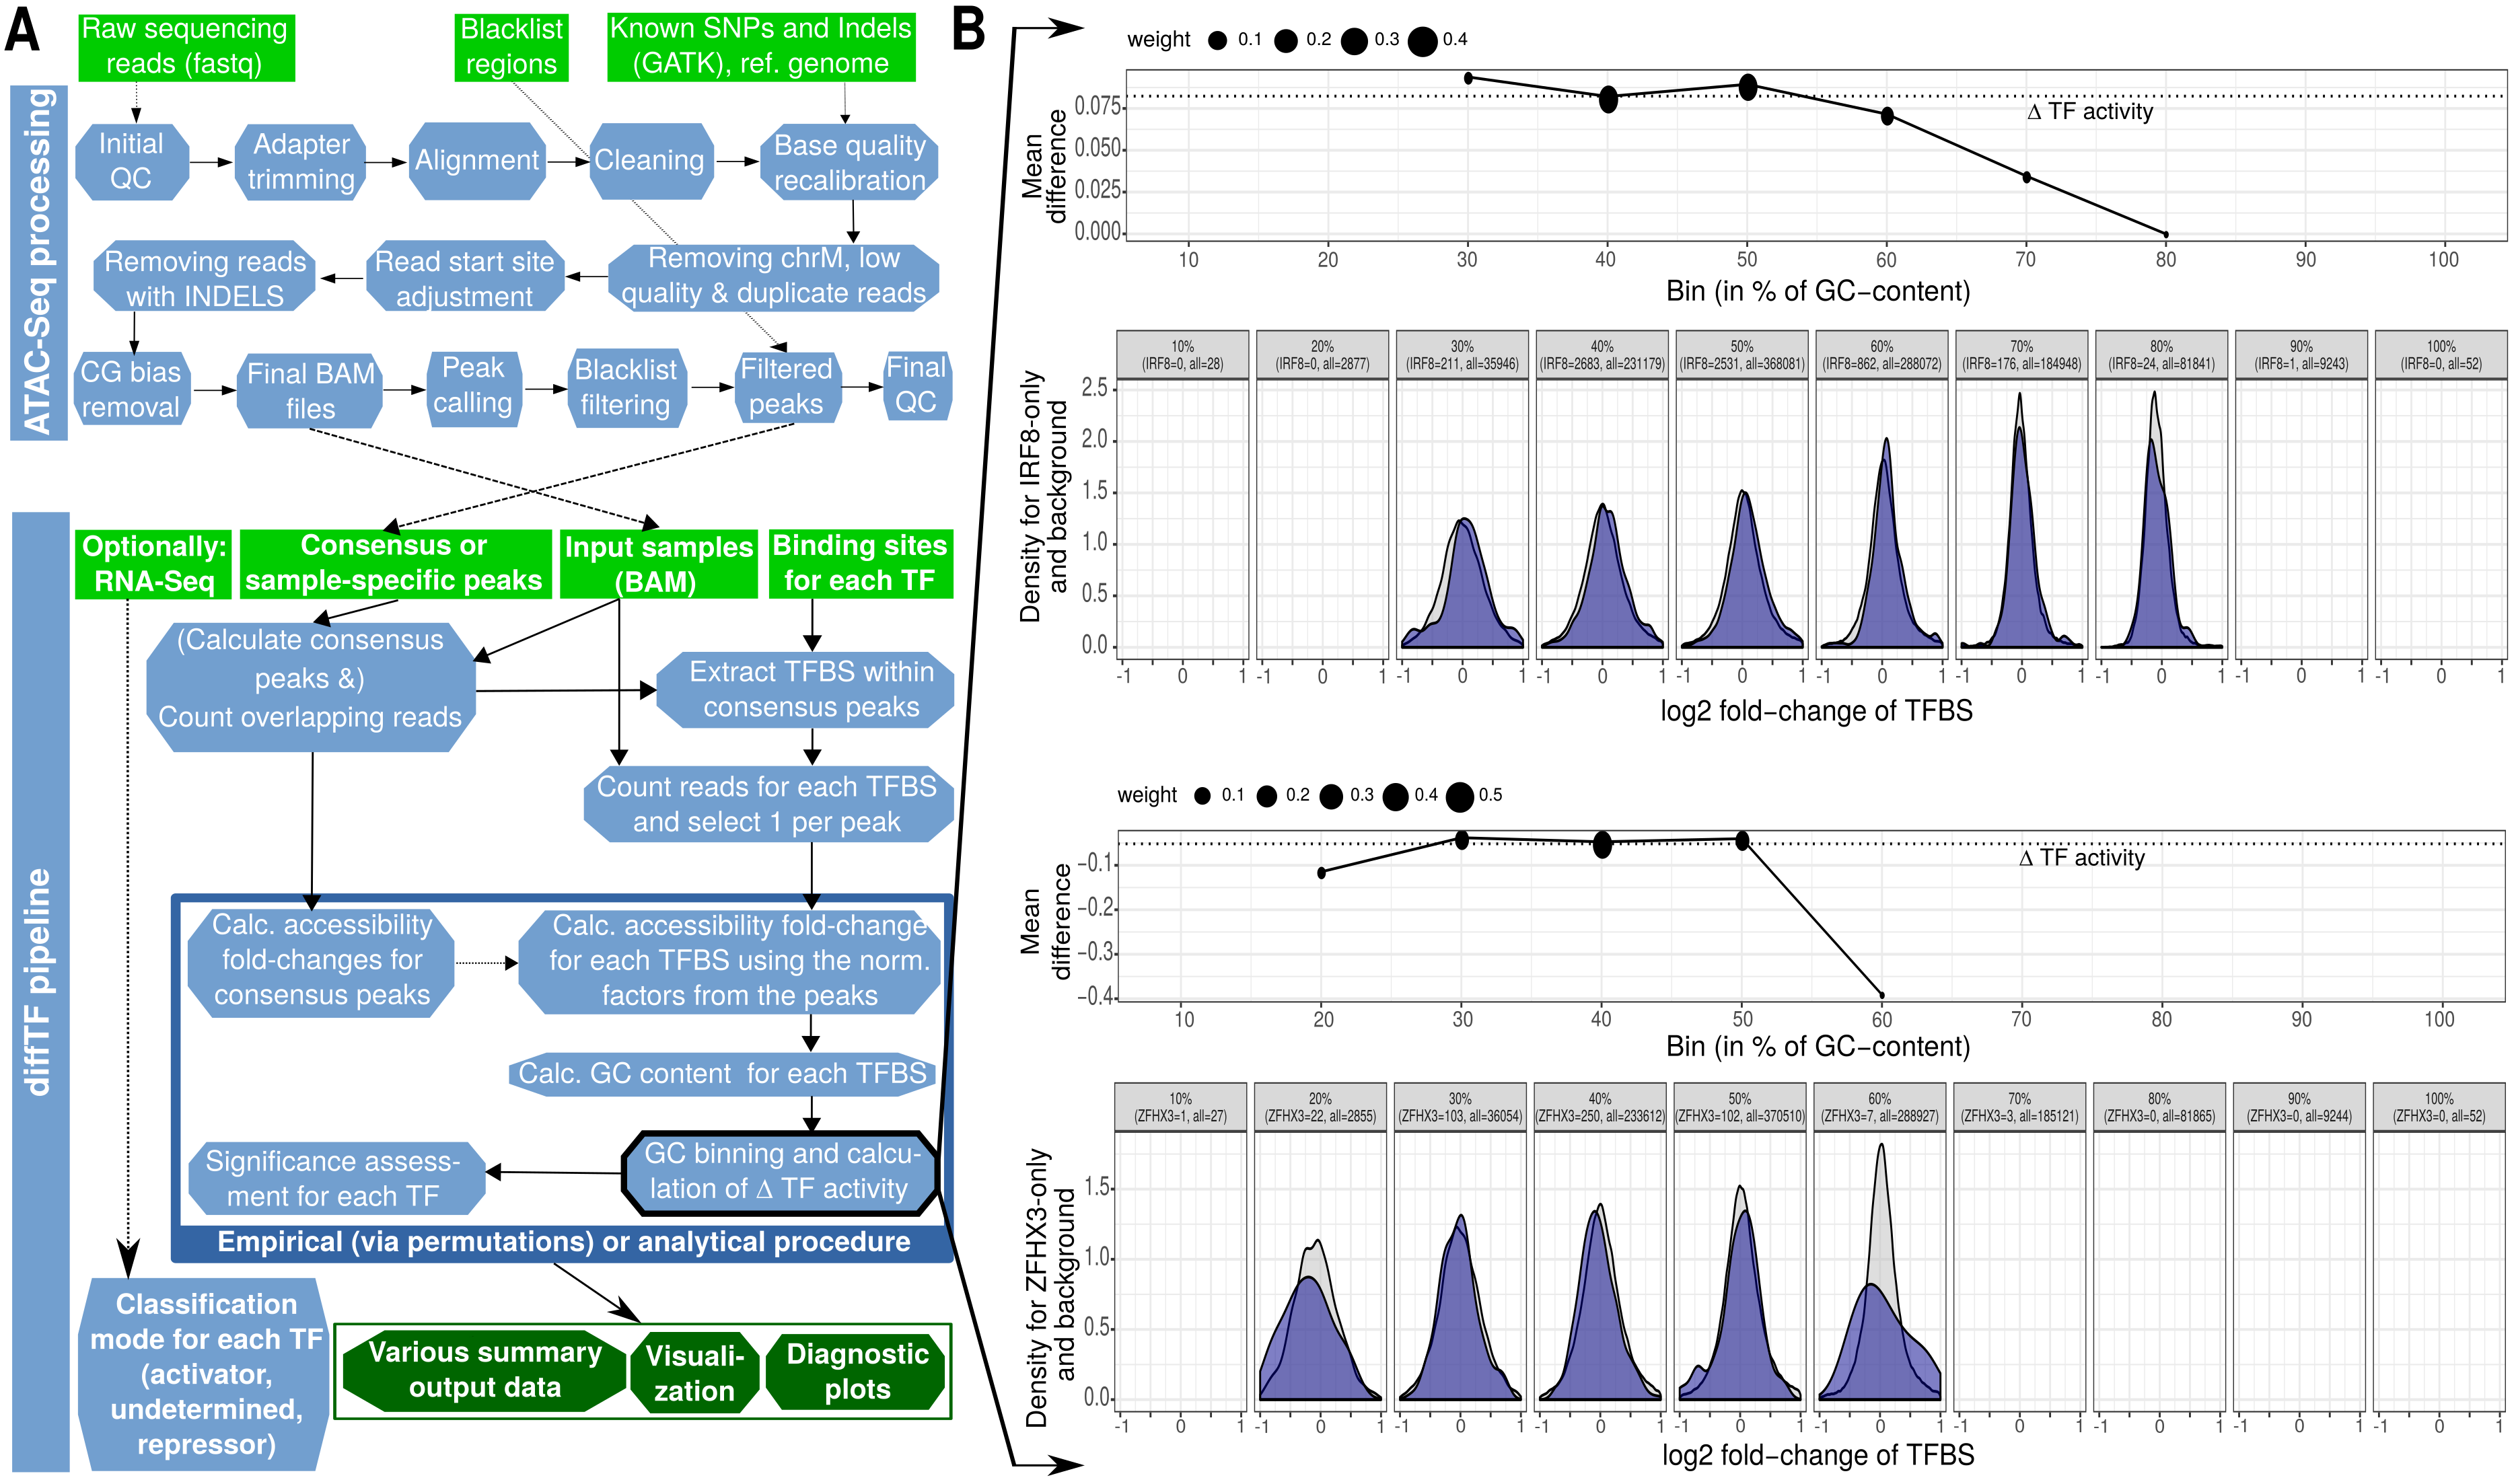 A
Raw sequencing
reads (fastq)
Blacklist
regions
Known SNPs and Indels
(GATK), ref. genome
ATAC-Seq processing
Initial
QC
Adapter
trimming
Alignment
Cleaning
Base quality
recalibration
Removing reads
with INDELS
Read start site
adjustment
Removing chrM, low
quality & duplicate reads
CG bias
removal
Final BAM
files
Peak
calling
Blacklist
filtering
Filtered
peaks
Final
QC
diffTF pipeline
Optionally:
RNA-Seq
Consensus or
sample-specific peaks
Input samples
(BAM)
Binding sites
for each TF
(Calculate consensus
peaks &)
Count overlapping reads
Extract TFBS within
consensus peaks
Count reads for each TFBS
and select 1 per peak
Calc. accessibility
fold-changes for
consensus peaks
Calc. accessibility fold-change
for each TFBS using the norm.
factors from the peaks
Calc. GC content for each TFBS
Significance assess-
ment for each TF
GC binning and calcu-
lation of Δ TF activity
Empirical (via permutations) or analytical procedure
Classification
mode for each TF
(activator,
undetermined,
repressor)
Various summary
output data
Visuali-
zation
Diagnostic
plots
B
weight 0.1 0.2 0.3 0.4
Mean
difference
0.075
0.050
0.025
0.000
Δ TF activity
10 20 30 40 50 60 70 80 90 100
Bin (in % of GC−content)
Density for IRF8-only
and background
10%
(IRF8=0, all=28)
20%
(IRF8=0, all=2877)
30%
(IRF8=211, all=35946)
40%
(IRF8=2683, all=231179)
50%
(IRF8=2531, all=368081)
60%
(IRF8=862, all=288072)
70%
(IRF8=176, all=184948)
80%
(IRF8=24, all=81841)
90%
(IRF8=1, all=9243)
100%
(IRF8=0, all=52)
2.5
2.0
1.5
1.0
0.5
0.0
-1 0 1 -1 0 1 -1 0 1 -1 0 1 -1 0 1 -1 0 1 -1 0 1 -1 0 1 -1 0 1 -1 0 1
log2 fold−change of TFBS
weight 0.1 0.2 0.3 0.4 0.5
Mean
difference
−0.1
−0.2
−0.3
−0.4
Δ TF activity
10 20 30 40 50 60 70 80 90 100
Bin (in % of GC−content)
Density for ZFHX3-only
and background
10%
(ZFHX3=1, all=27)
20%
(ZFHX3=22, all=2855)
30%
(ZFHX3=103, all=36054)
40%
(ZFHX3=250, all=233612)
50%
(ZFHX3=102, all=370510)
60%
(ZFHX3=7, all=288927)
70%
(ZFHX3=3, all=185121)
80%
(ZFHX3=0, all=81865)
90%
(ZFHX3=0, all=9244)
100%
(ZFHX3=0, all=52)
1.5
1.0
0.5
0.0
-1 0 1 -1 0 1 -1 0 1 -1 0 1 -1 0 1 -1 0 1 -1 0 1 -1 0 1 -1 0 1 -1 0 1
log2 fold−change of TFBS